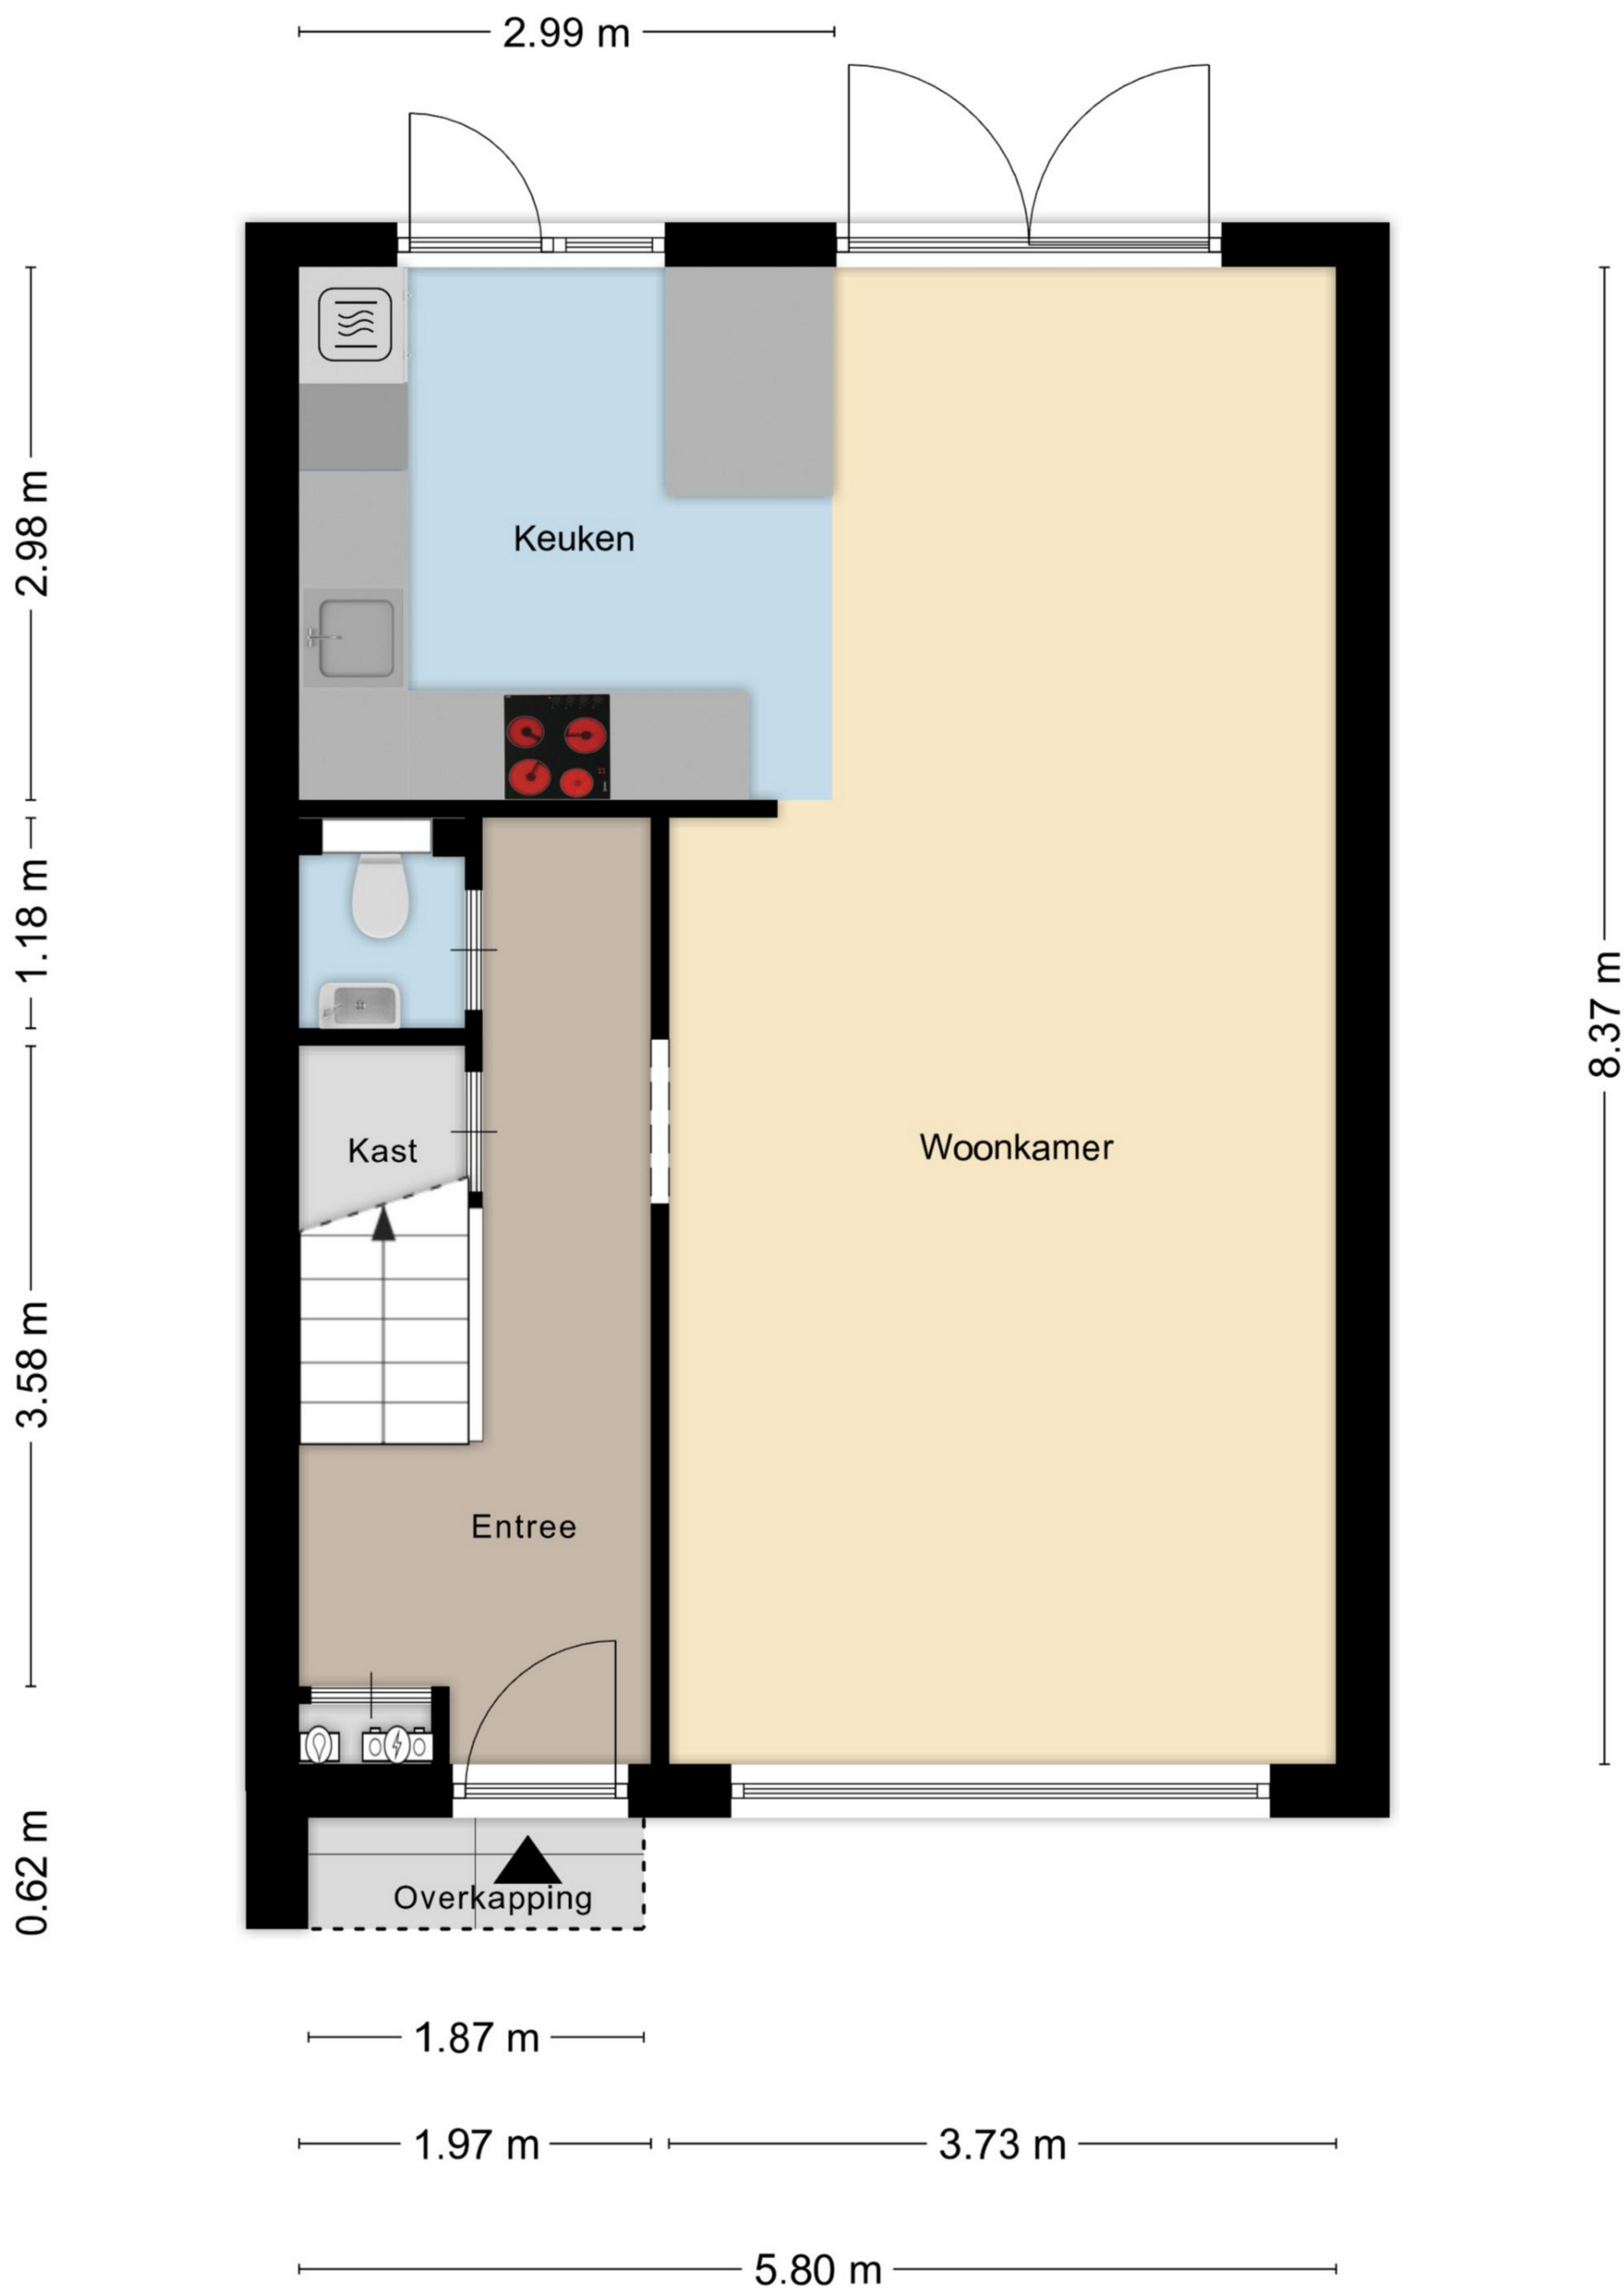 2.99 m
2.98 m
Keuken
1.18 m
8.37 m
Woonkamer
Kast
3.58 m
Entree
0.62 m
Overkapping
1.87 m
1.97 m
3.73 m
5.80 m